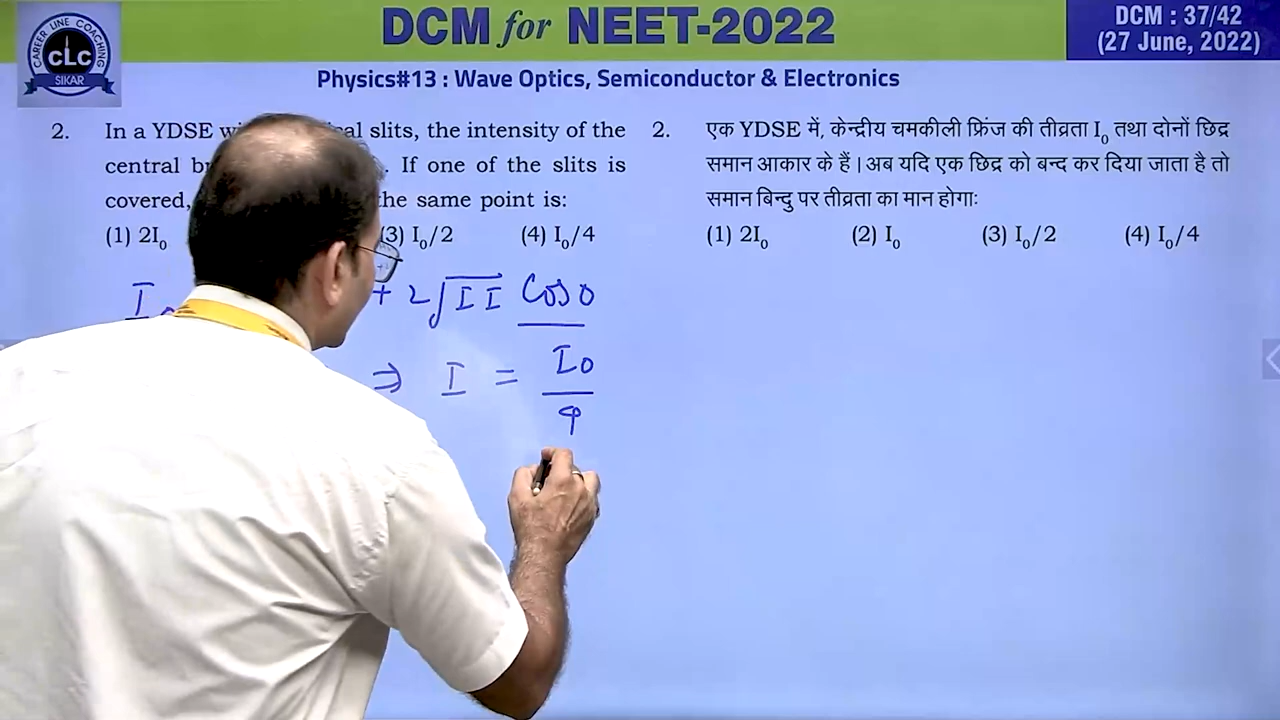 CAREER LINE COACHING
CLC
SIKAR
DCM for NEET-2022
DCM : 37/42
(27 June, 2022)
Physics#13 : Wave Optics, Semiconductor & Electronics
2. In a YDSE slits, the intensity of the
central . If one of the slits is
covered, the same point is:
(1) 2I₀ (3) I₀/2 (4) I₀/4
I₀ + 2√II Cos 0
⇒ I = I₀/4
2. एक YDSE में, केन्द्रीय चमकीली फ्रिंज की तीव्रता I₀ तथा दोनों छिद्र
समान आकार के हैं। अब यदि एक छिद्र को बन्द कर दिया जाता है तो
समान बिन्दु पर तीव्रता का मान होगाः
(1) 2I₀ (2) I₀ (3) I₀/2 (4) I₀/4